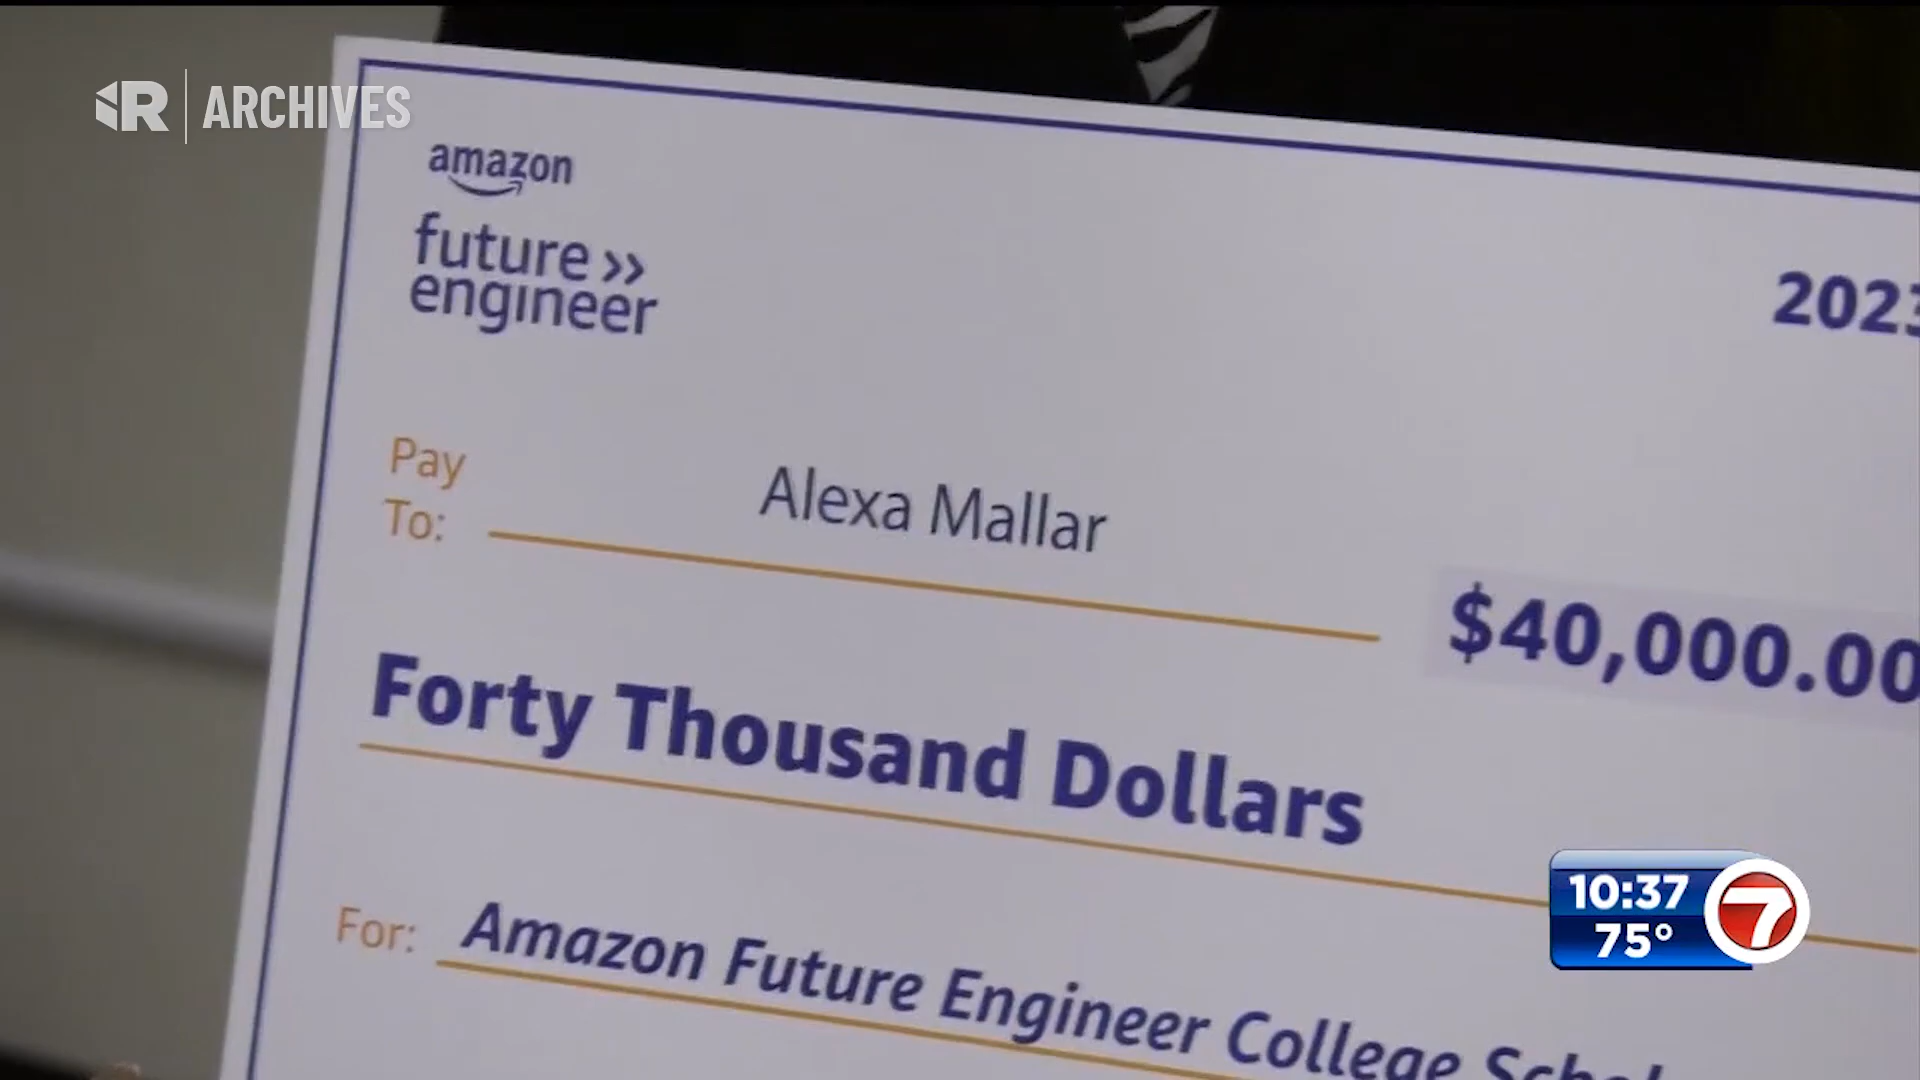 R ARCHIVES
amazon
future >>
engineer
2023
Pay
To:
Alexa Mallar
$40,000.00
Forty Thousand Dollars
For: Amazon Future Engineer College
10:37
75°
7